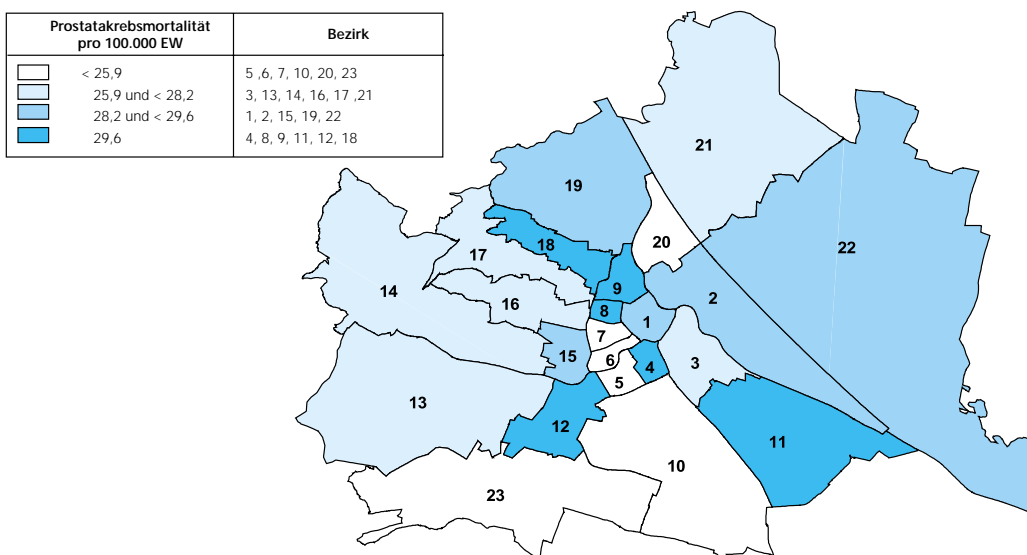 Prostatakrebsmortalität
pro 100.000 EW
Bezirk
< 25,9
5 ,6, 7, 10, 20, 23
25,9 und < 28,2
3, 13, 14, 16, 17 ,21
28,2 und < 29,6
1, 2, 15, 19, 22
29,6
4, 8, 9, 11, 12, 18
21
19
20
18
22
17
9
14
2
16
8
1
7
15
6
3
4
5
13
12
11
10
23